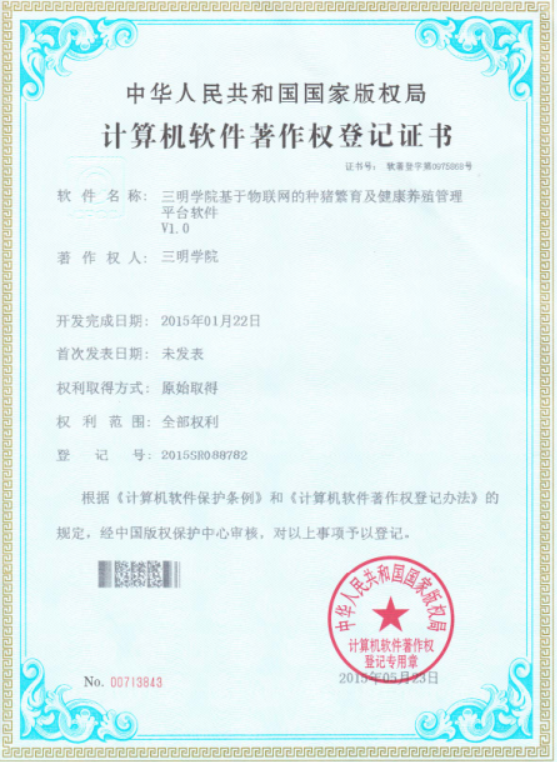 中华人民共和国国家版权局
计算机软件著作权登记证书
证书号： 软著登字第0975868号
软件名称： 三明学院基于物联网的种猪繁育及健康养殖管理
平台软件
V1.0
著作权人： 三明学院
开发完成日期： 2015年01月22日
首次发表日期： 未发表
权利取得方式： 原始取得
权利范围： 全部权利
登记号： 2015SR088782
根据《计算机软件保护条例》和《计算机软件著作权登记办法》的
规定，经中国版权保护中心审核，对以上事项予以登记。
中华人民共和国国家版权局
计算机软件著作权
登记专用章
No. 00713843
2015年05月23日